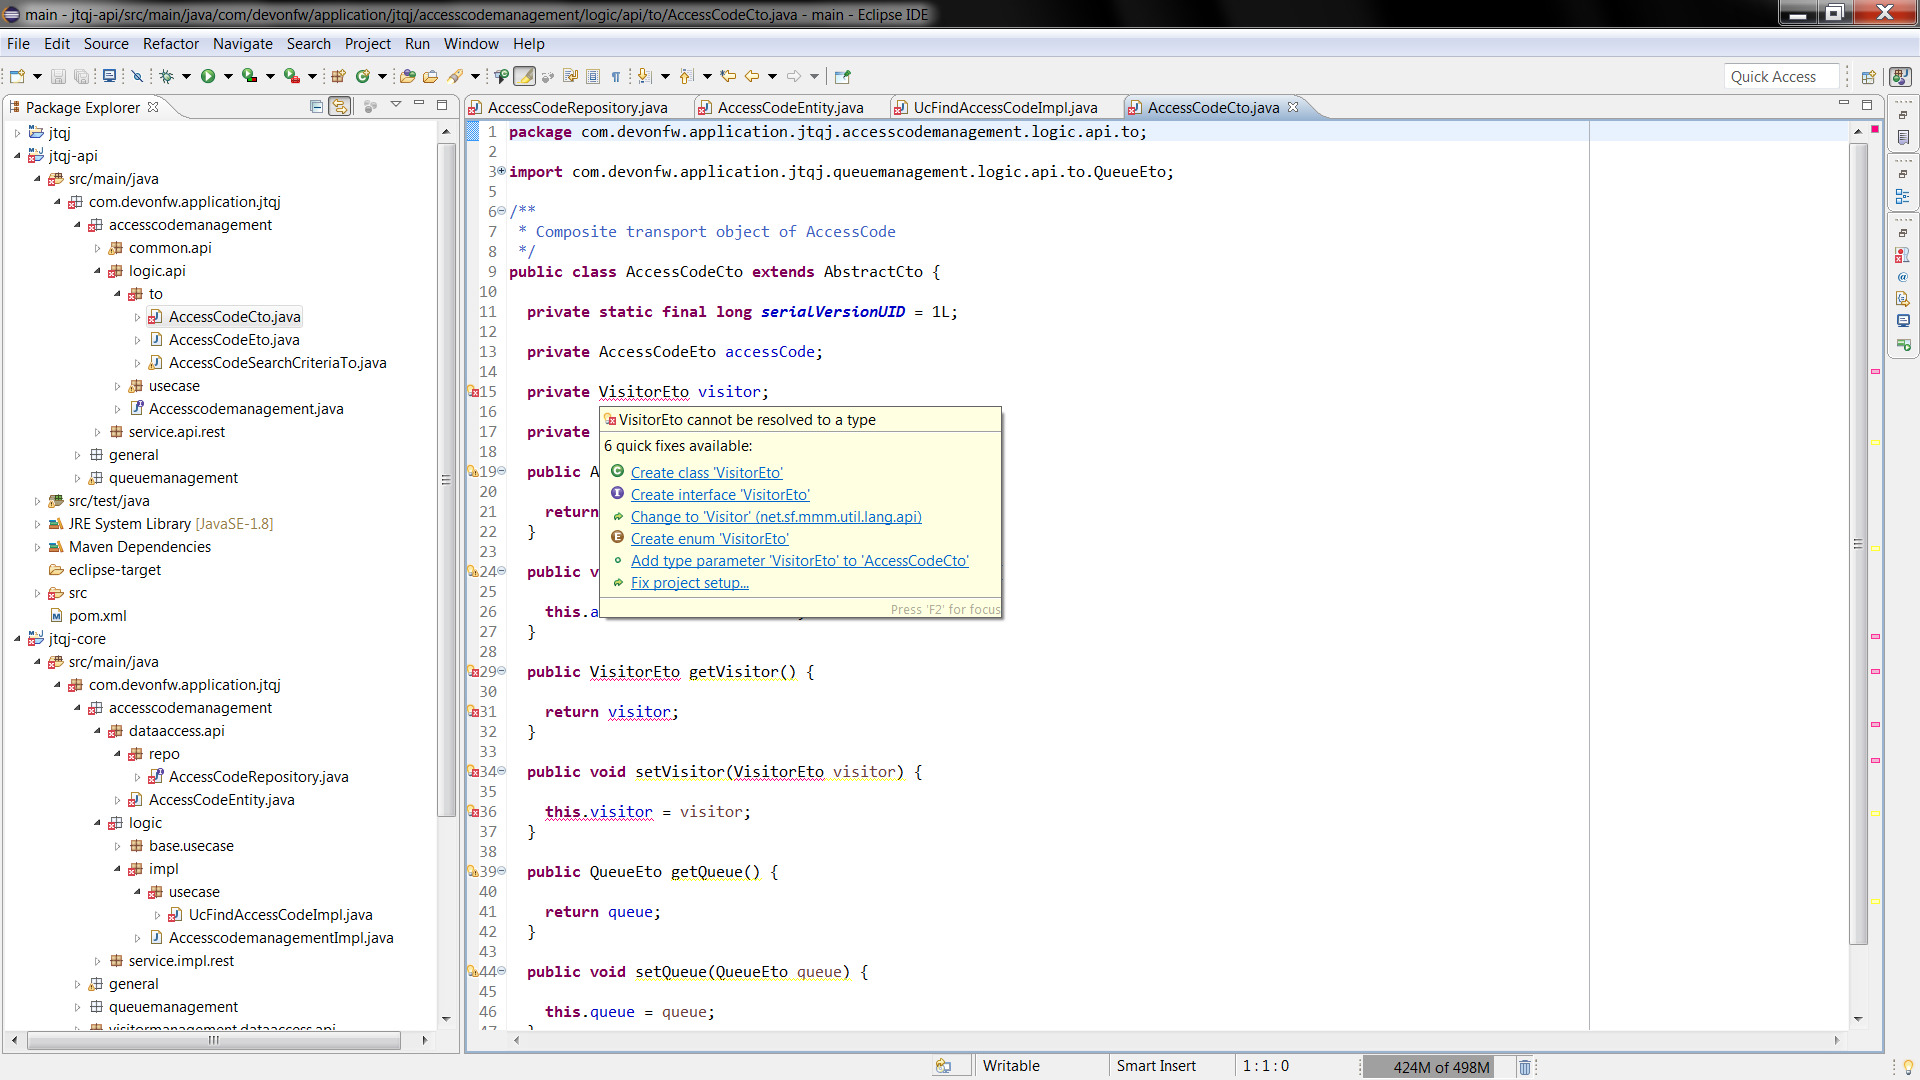 main - jtqj-api/src/main/java/com/devonfw/application/jtqj/accesscodemanagement/logic/api/to/AccessCodeCto.java - main - Eclipse IDE
File Edit Source Refactor Navigate Search Project Run Window Help
Quick Access
Package Explorer
jtqj
jtqj-api
src/main/java
com.devonfw.application.jtqj
accesscodemanagement
common.api
logic.api
to
AccessCodeCto.java
AccessCodeEto.java
AccessCodeSearchCriteriaTo.java
usecase
Accesscodemanagement.java
service.api.rest
general
queuemanagement
src/test/java
JRE System Library [JavaSE-1.8]
Maven Dependencies
eclipse-target
src
pom.xml
jtqj-core
src/main/java
com.devonfw.application.jtqj
accesscodemanagement
dataaccess.api
repo
AccessCodeRepository.java
AccessCodeEntity.java
logic
base.usecase
impl
usecase
UcFindAccessCodeImpl.java
AccesscodemanagementImpl.java
service.impl.rest
general
queuemanagement
visitormanagement.dataaccess.api
AccessCodeRepository.java AccessCodeEntity.java UcFindAccessCodeImpl.java AccessCodeCto.java
1 package com.devonfw.application.jtqj.accesscodemanagement.logic.api.to;
2
3 import com.devonfw.application.jtqj.queuemanagement.logic.api.to.QueueEto;
5
6 /**
7 * Composite transport object of AccessCode
8 */
9 public class AccessCodeCto extends AbstractCto {
10
11 private static final long serialVersionUID = 1L;
12
13 private AccessCodeEto accessCode;
14
15 private VisitorEto visitor;
16
17 private
18
19 public A
20
21 return
22 }
23
24 public v
25
26 this.a
27 }
28
29 public VisitorEto getVisitor() {
30
31 return visitor;
32 }
33
34 public void setVisitor(VisitorEto visitor) {
35
36 this.visitor = visitor;
37 }
38
39 public QueueEto getQueue() {
40
41 return queue;
42 }
43
44 public void setQueue(QueueEto queue) {
45
46 this.queue = queue;
47 }
VisitorEto cannot be resolved to a type
6 quick fixes available:
Create class 'VisitorEto'
Create interface 'VisitorEto'
Change to 'Visitor' (net.sf.mmm.util.lang.api)
Create enum 'VisitorEto'
Add type parameter 'VisitorEto' to 'AccessCodeCto'
Fix project setup...
Press 'F2' for focus
Writable Smart Insert 1 : 1 : 0 424M of 498M